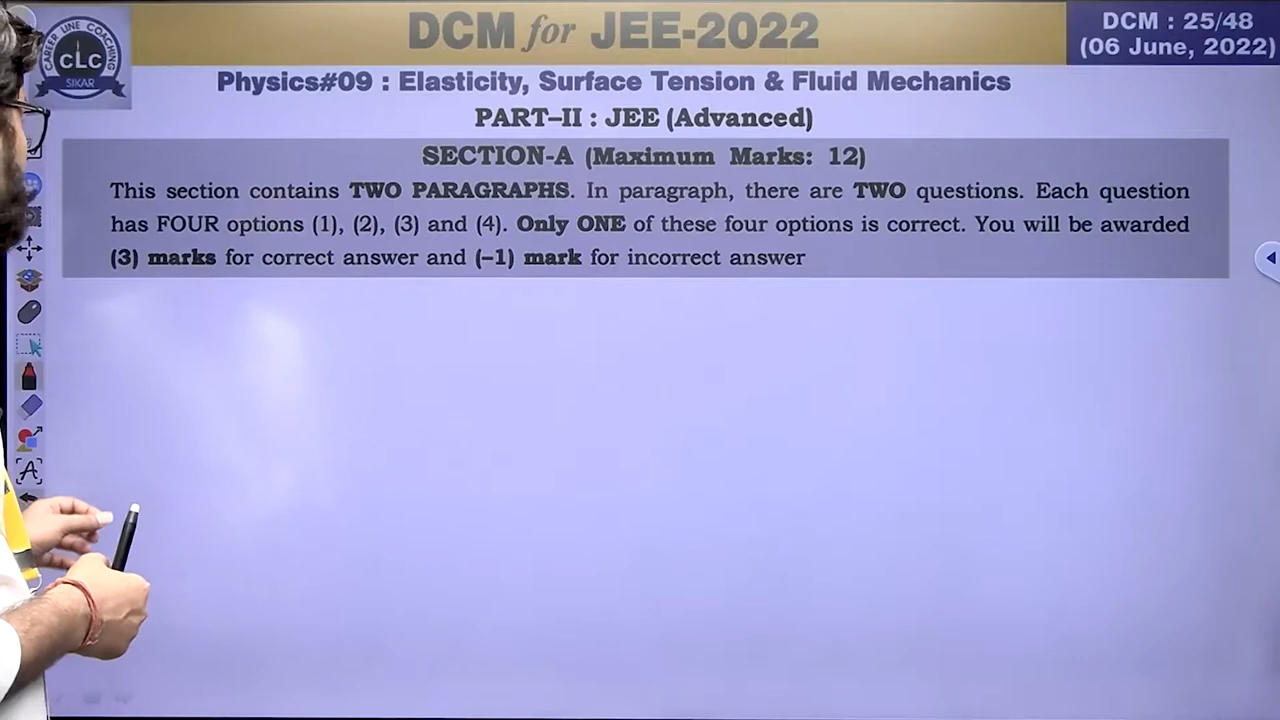 CAREER LINE COACHING
CLC
SIKAR
DCM for JEE-2022
DCM : 25/48
(06 June, 2022)
Physics#09 : Elasticity, Surface Tension & Fluid Mechanics
PART–II : JEE (Advanced)
SECTION-A (Maximum Marks: 12)
This section contains TWO PARAGRAPHS. In paragraph, there are TWO questions. Each question
has FOUR options (1), (2), (3) and (4). Only ONE of these four options is correct. You will be awarded
(3) marks for correct answer and (–1) mark for incorrect answer